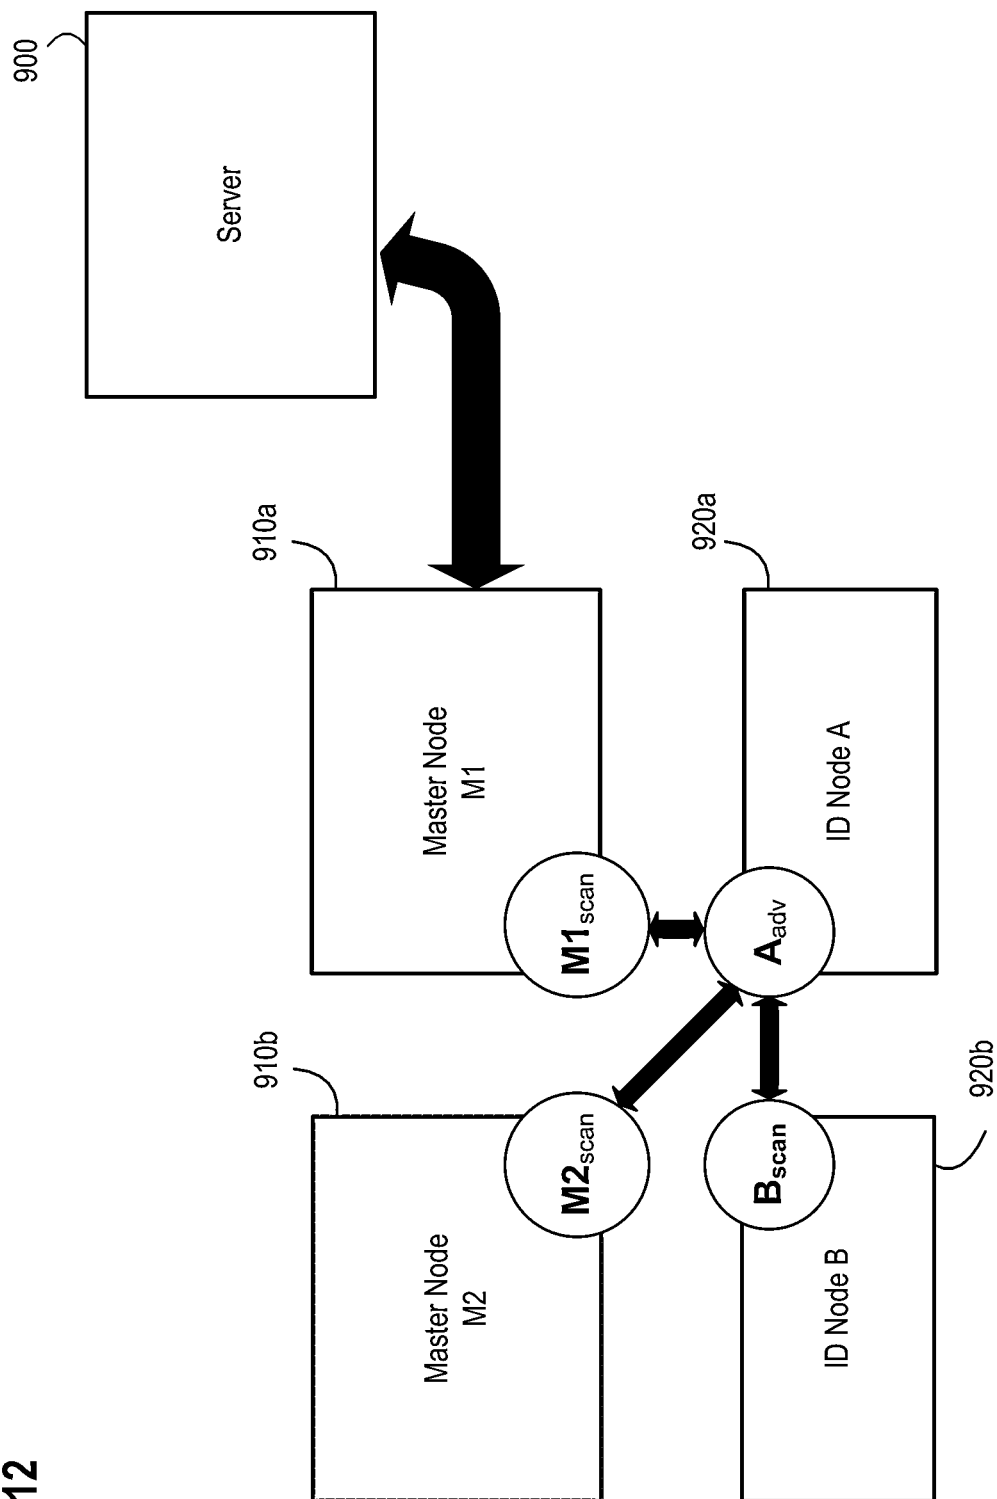 900
Server
910a
Master Node
M1
M1scan
920a
ID Node A
Aadv
910b
Master Node
M2
M2scan
920b
ID Node B
Bscan
12